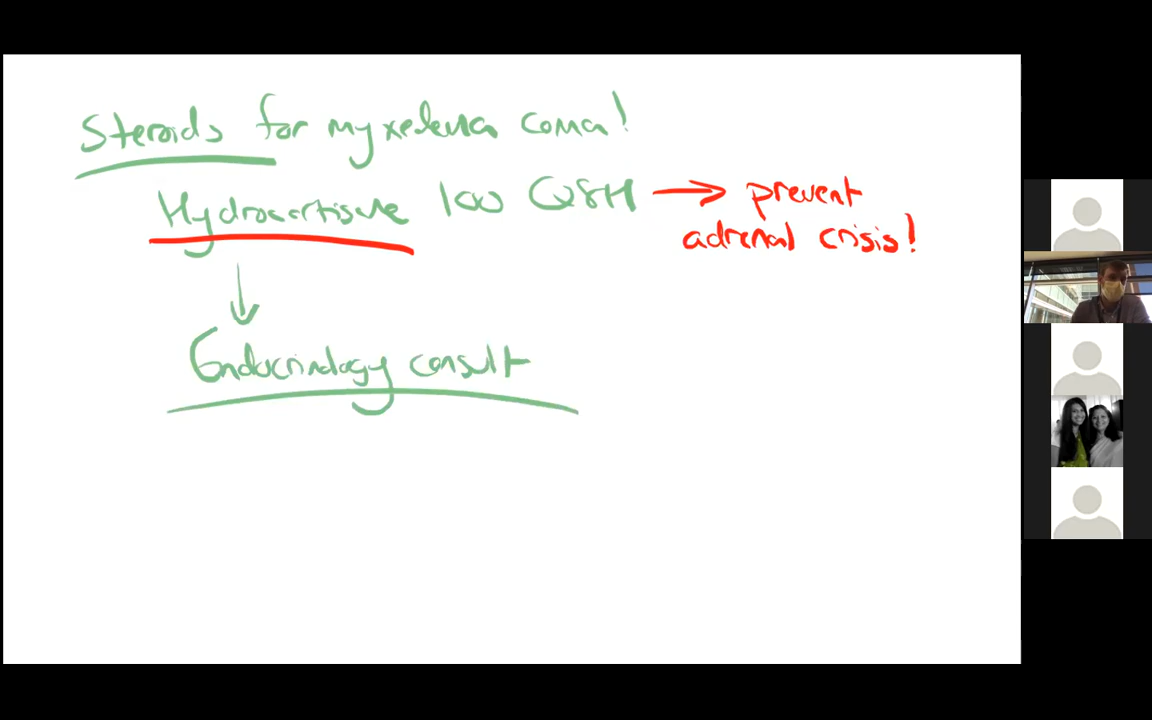 Steroids for myxedema coma!
Hydrocortisone 100 Q8H → prevent
adrenal crisis!
↓
Endocrinology consult